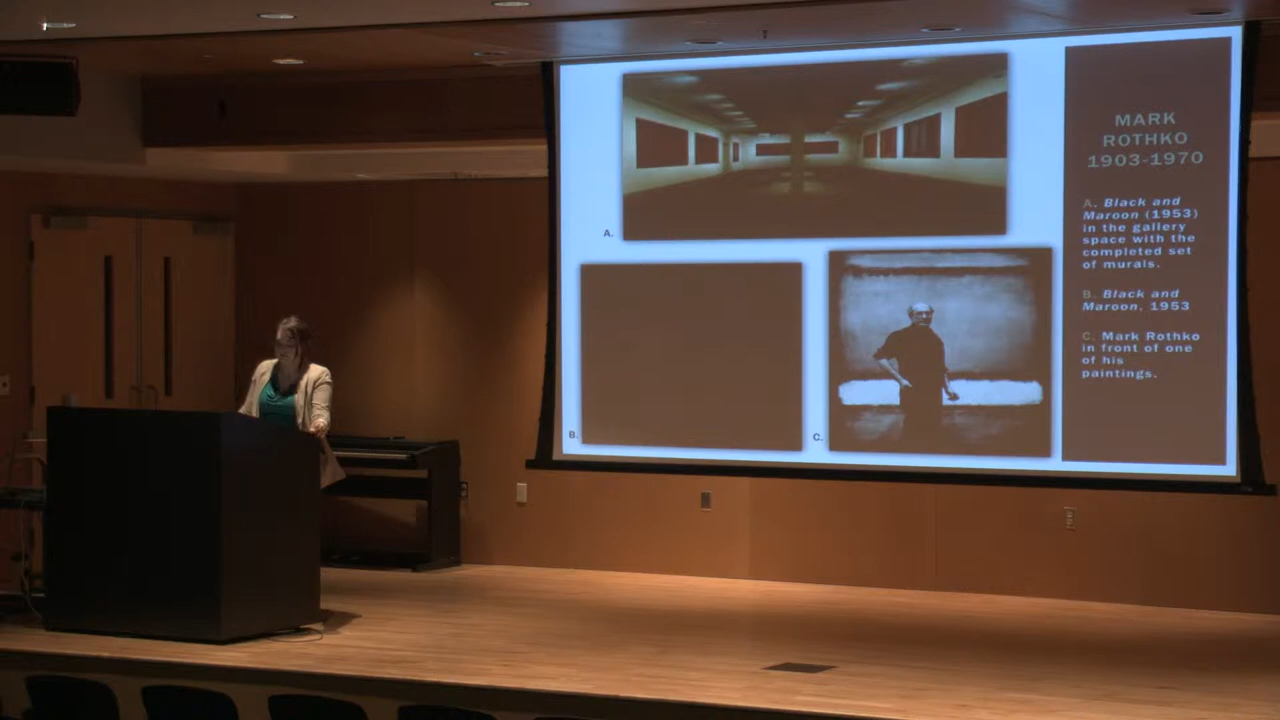 MARK
ROTHKO
1903-1970
A. Black and
Maroon (1953)
in the gallery
space with the
completed set
of murals.
B. Black and
Maroon. 1953
C. Mark Rothko
in front of one
of his
paintings.
A.
B.
C.